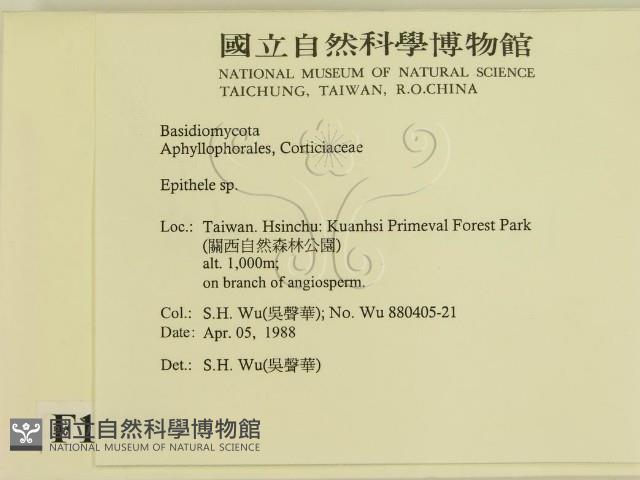 國立自然科學博物館
NATIONAL MUSEUM OF NATURAL SCIENCE
TAICHUNG, TAIWAN, R.O.CHINA
Basidiomycota
Aphyllophorales, Corticiaceae
Epithele sp.
Loc.: Taiwan. Hsinchu: Kuanhsi Primeval Forest Park
(關西自然森林公園)
alt. 1,000m;
on branch of angiosperm.
Col.: S.H. Wu(吳聲華); No. Wu 880405-21
Date: Apr. 05, 1988
Det.: S.H. Wu(吳聲華)
F1
國立自然科學博物館
NATIONAL MUSEUM OF NATURAL SCIENCE